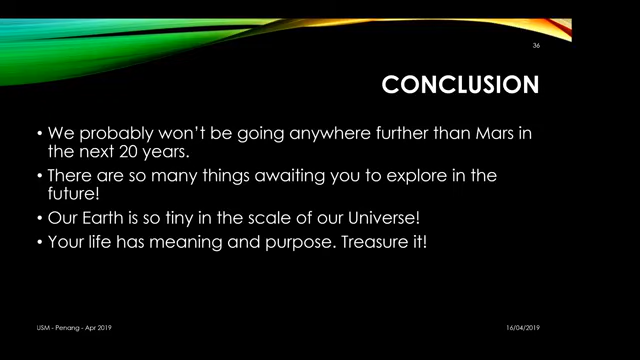 36
CONCLUSION
• We probably won't be going anywhere further than Mars in
the next 20 years.
• There are so many things awaiting you to explore in the
future!
• Our Earth is so tiny in the scale of our Universe!
• Your life has meaning and purpose. Treasure it!
USM - Penang - Apr 2019
16/04/2019